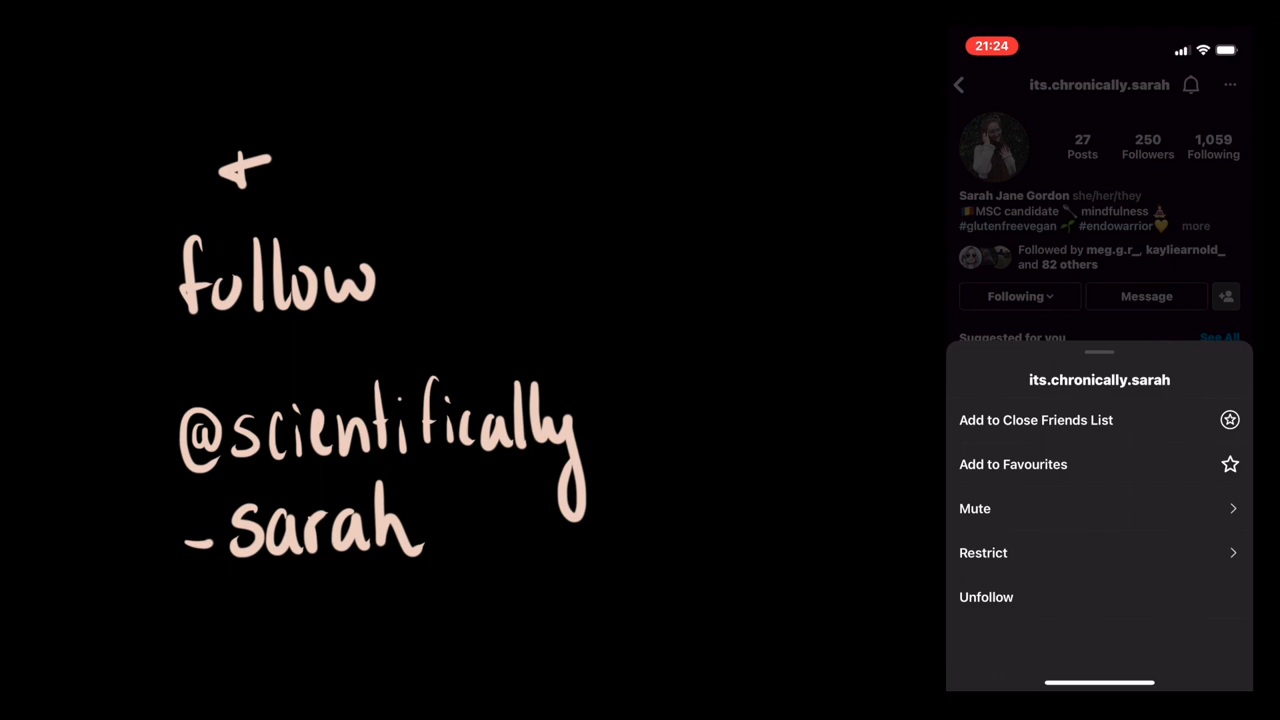 follow
@scientifically
-sarah
21:24
its.chronically.sarah
27
250
1,059
Posts
Followers
Following
Sarah Jane Gordon she/her/they
MSC candidate mindfulness
#glutenfreevegan #endowarrior more
Followed by meg.g.r_, kayliearnold_
and 82 others
Following
Message
Suggested for you
See All
its.chronically.sarah
Add to Close Friends List
Add to Favourites
Mute
Restrict
Unfollow